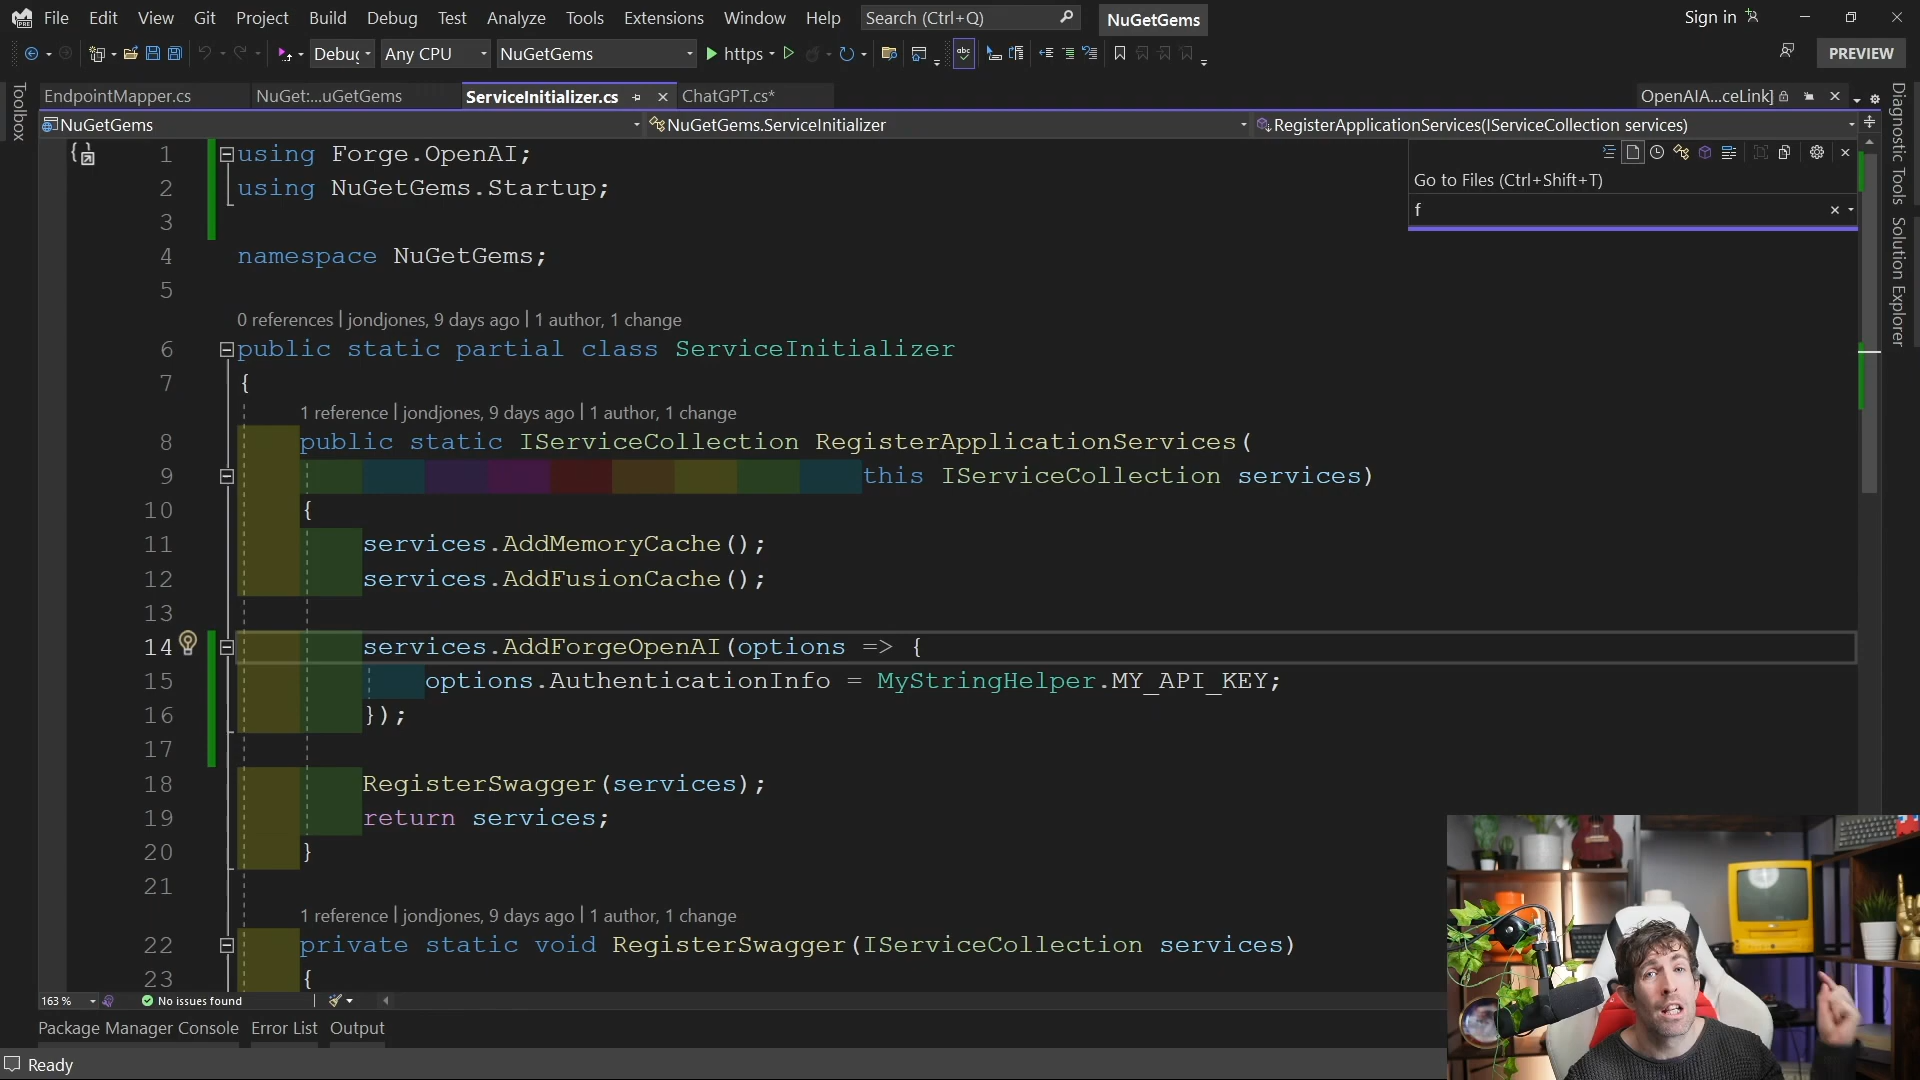 File Edit View Git Project Build Debug Test Analyze Tools Extensions Window Help Search (Ctrl+Q) NuGetGems Sign in
Debug Any CPU NuGetGems https PREVIEW
EndpointMapper.cs NuGet:...uGetGems ServiceInitializer.cs ChatGPT.cs* OpenAIA...ceLink]
NuGetGems NuGetGems.ServiceInitializer RegisterApplicationServices(IServiceCollection services)
Toolbox
Diagnostic Tools
Solution Explorer
Go to Files (Ctrl+Shift+T)
f
1 using Forge.OpenAI;
2 using NuGetGems.Startup;
3
4 namespace NuGetGems;
5
0 references | jondjones, 9 days ago | 1 author, 1 change
6 public static partial class ServiceInitializer
7 {
1 reference | jondjones, 9 days ago | 1 author, 1 change
8 public static IServiceCollection RegisterApplicationServices(
9 this IServiceCollection services)
10 {
11 services.AddMemoryCache();
12 services.AddFusionCache();
13
14 services.AddForgeOpenAI(options => {
15 options.AuthenticationInfo = MyStringHelper.MY_API_KEY;
16 });
17
18 RegisterSwagger(services);
19 return services;
20 }
21
1 reference | jondjones, 9 days ago | 1 author, 1 change
22 private static void RegisterSwagger(IServiceCollection services)
23 {
163 % No issues found
Package Manager Console Error List Output
Ready